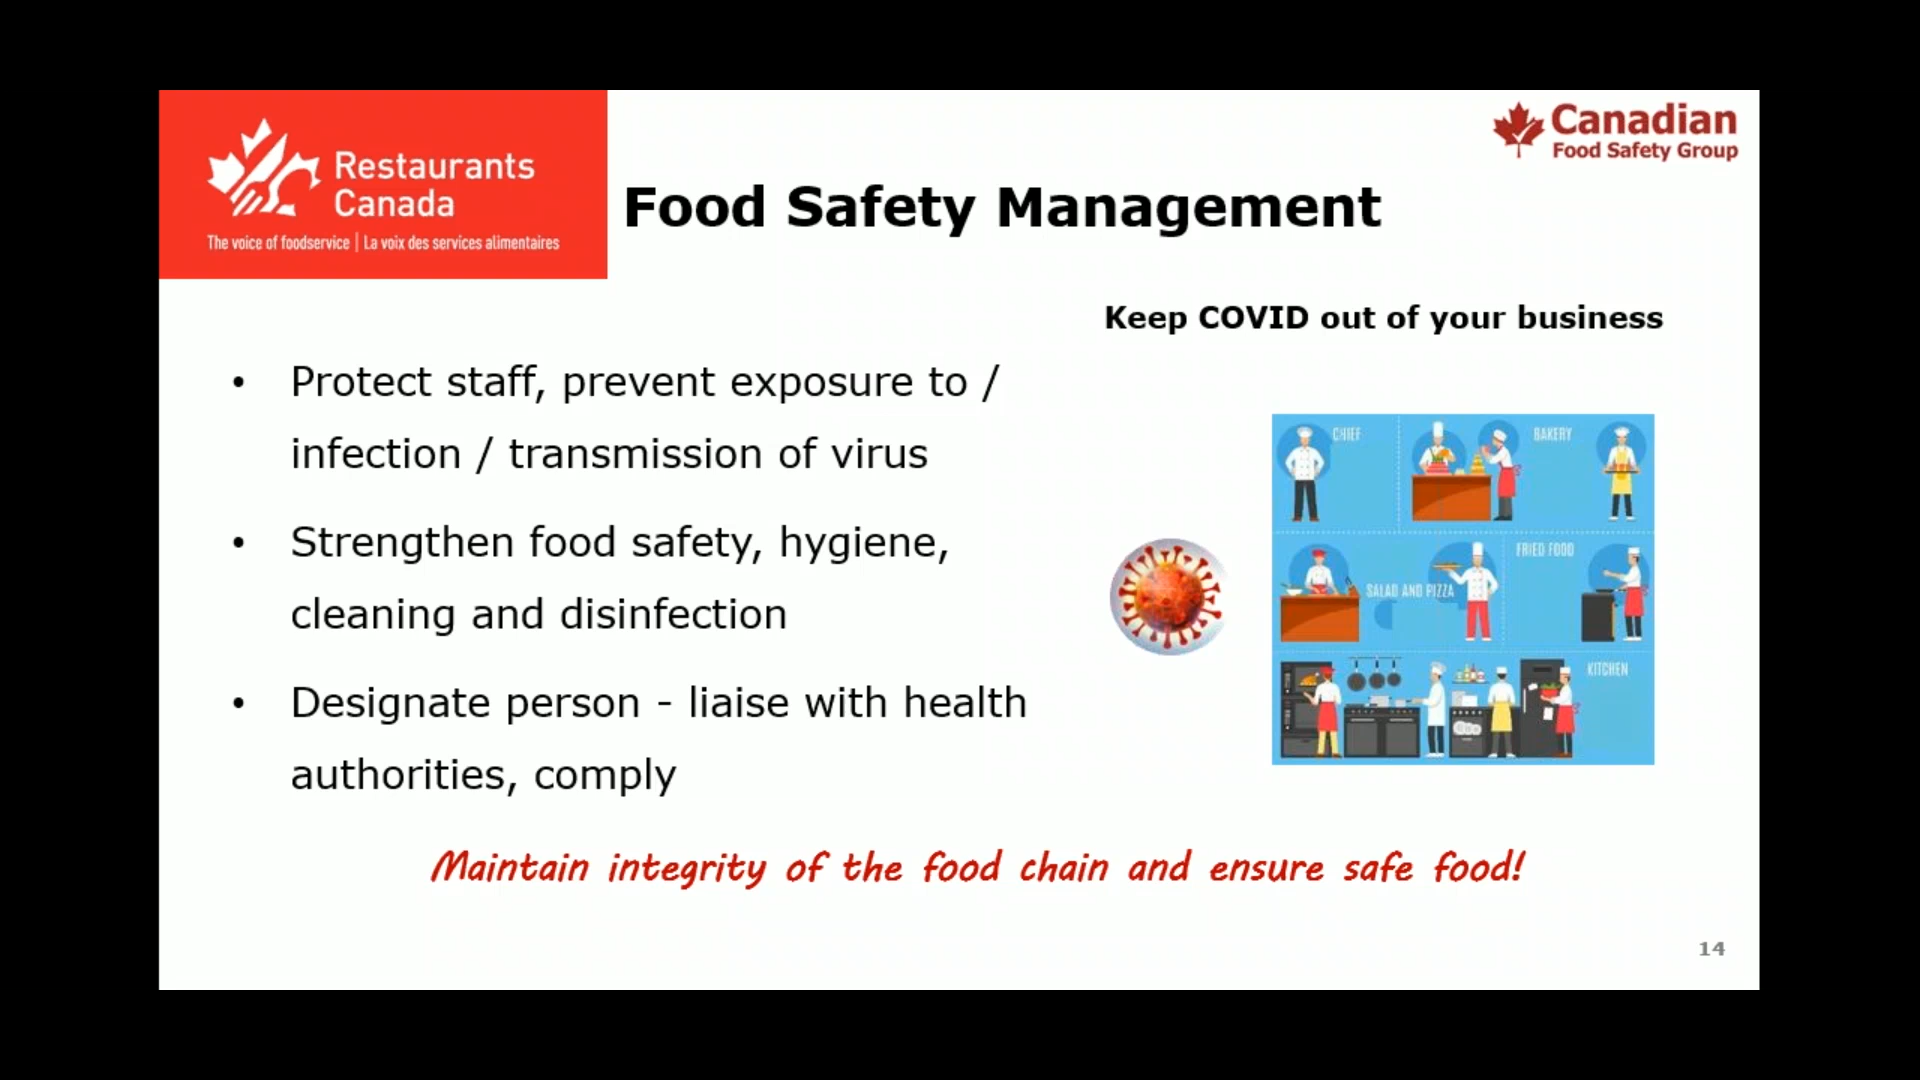 Restaurants
Canada
The voice of foodservice | La voix des services alimentaires
Canadian
Food Safety Group
Food Safety Management
Keep COVID out of your business
• Protect staff, prevent exposure to /
infection / transmission of virus
• Strengthen food safety, hygiene,
cleaning and disinfection
• Designate person - liaise with health
authorities, comply
CHIEF
BAKERY
SALAD AND PIZZA
FRIED FOOD
KITCHEN
Maintain integrity of the food chain and ensure safe food!
14